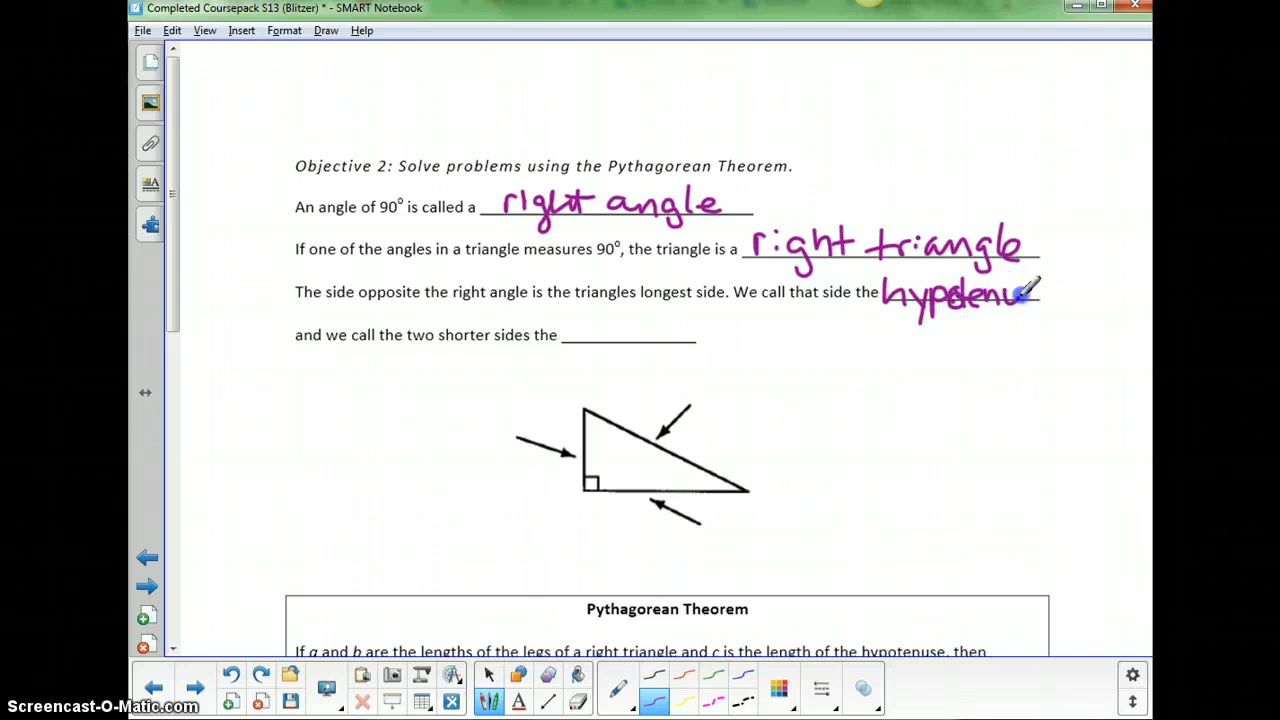 Completed Coursepack S13 (Blitzer) * - SMART Notebook
File Edit View Insert Format Draw Help
Objective 2: Solve problems using the Pythagorean Theorem.
An angle of 90⁰ is called a right angle
If one of the angles in a triangle measures 90⁰, the triangle is a right triangle
The side opposite the right angle is the triangles longest side. We call that side the hypotenu
and we call the two shorter sides the
Pythagorean Theorem
If a and b are the lengths of the legs of a right triangle and c is the length of the hypotenuse, then
Screencast-O-Matic.com